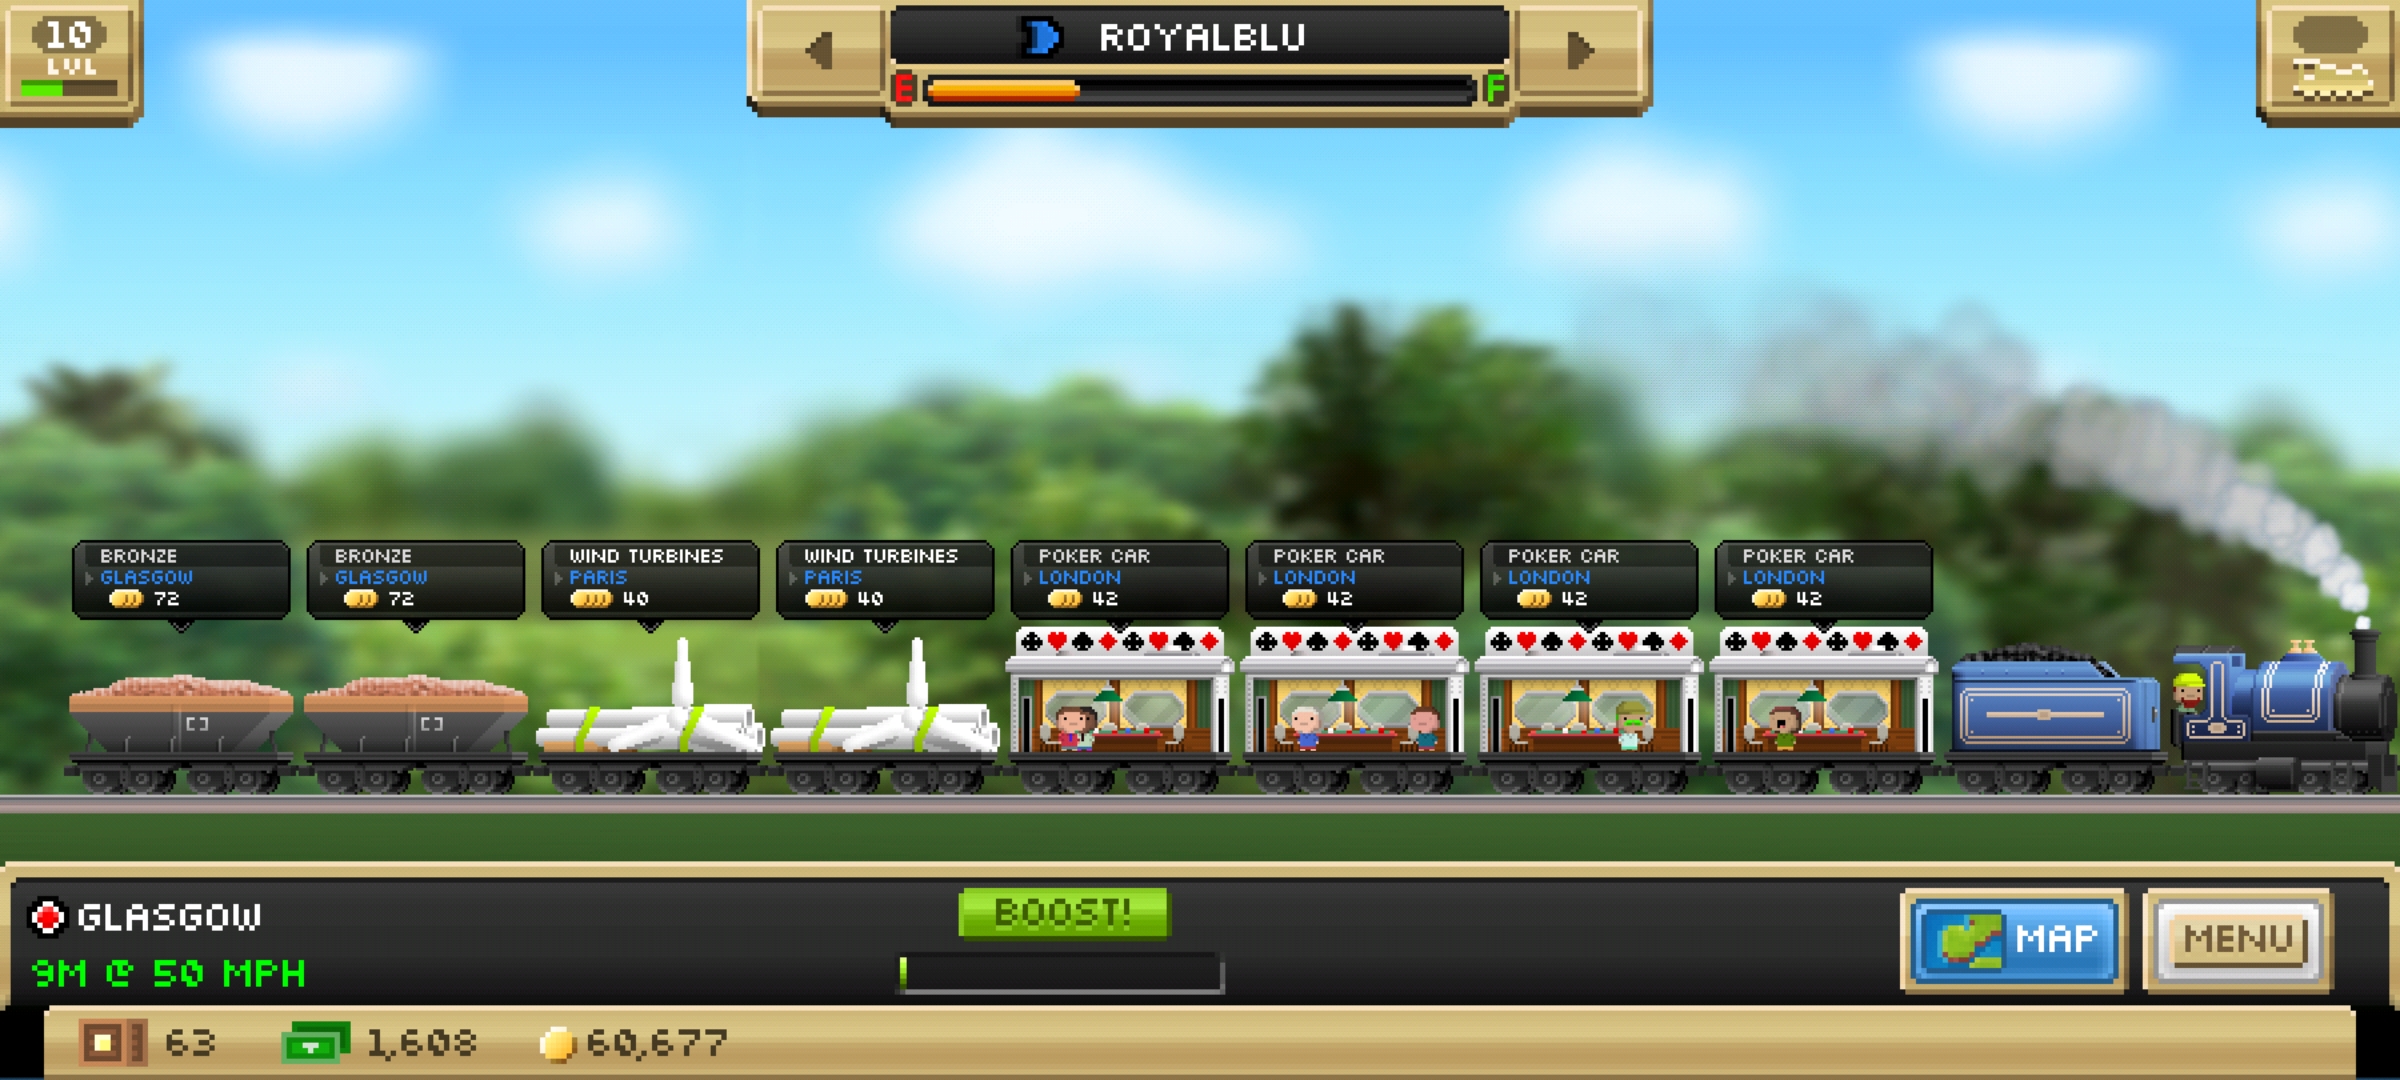 10
LVL
ROYALBLU
E
F
BRONZE
GLASGOW
72
BRONZE
GLASGOW
72
WIND TURBINES
PARIS
40
WIND TURBINES
PARIS
40
POKER CAR
LONDON
42
POKER CAR
LONDON
42
POKER CAR
LONDON
42
POKER CAR
LONDON
42
GLASGOW
9M @ 50 MPH
BOOST!
MAP
MENU
63
1,608
60,677